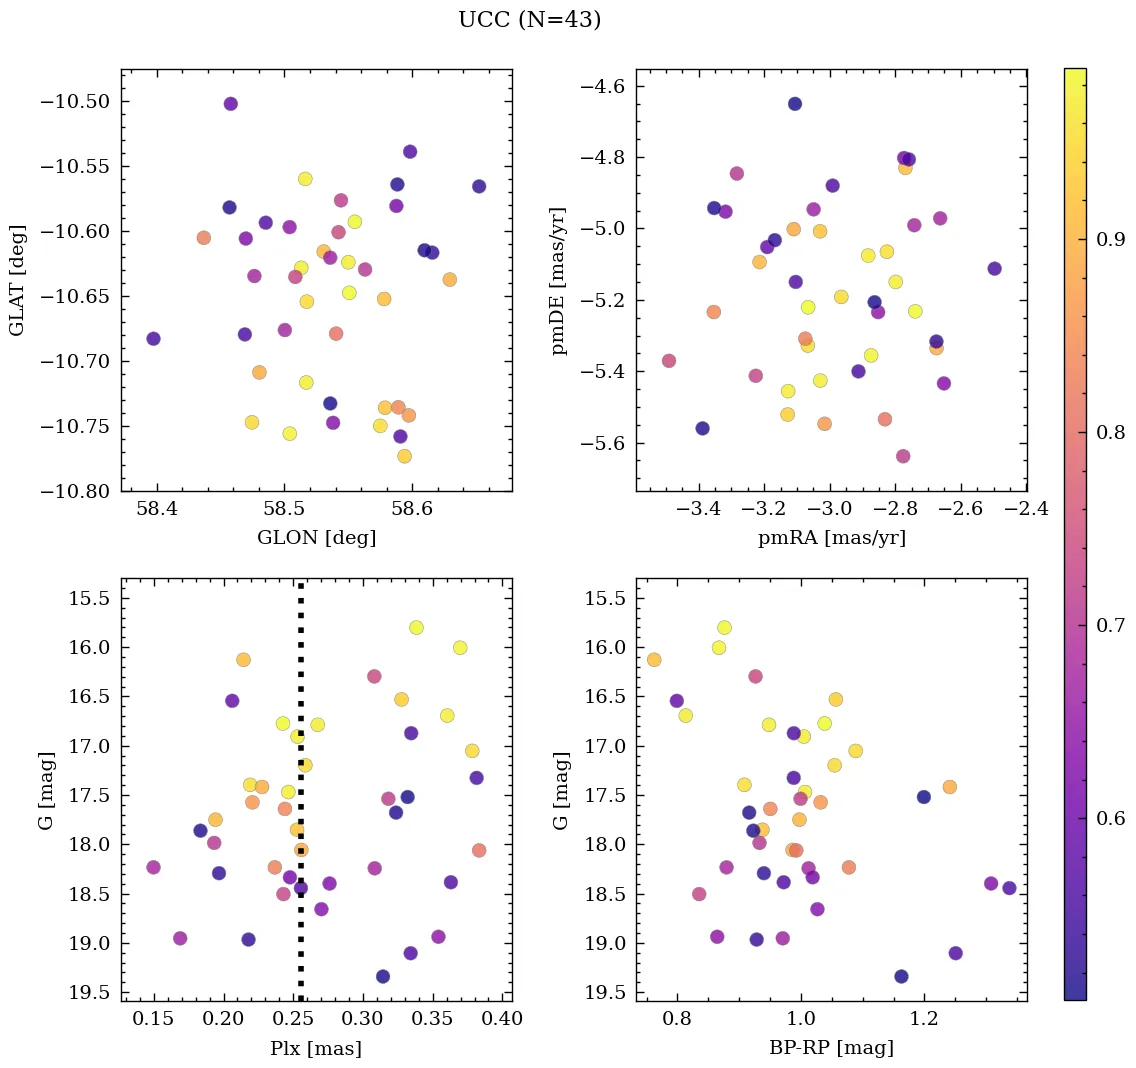 UCC (N=43)
−10.50
−10.55
−10.60
−10.65
−10.70
−10.75
−10.80
GLAT [deg]
58.4 58.5 58.6
GLON [deg]
−4.6
−4.8
−5.0
−5.2
−5.4
−5.6
pmDE [mas/yr]
−3.4 −3.2 −3.0 −2.8 −2.6 −2.4
pmRA [mas/yr]
15.5
16.0
16.5
17.0
17.5
18.0
18.5
19.0
19.5
G [mag]
0.15 0.20 0.25 0.30 0.35 0.40
Plx [mas]
15.5
16.0
16.5
17.0
17.5
18.0
18.5
19.0
19.5
G [mag]
0.8 1.0 1.2
BP-RP [mag]
0.9
0.8
0.7
0.6